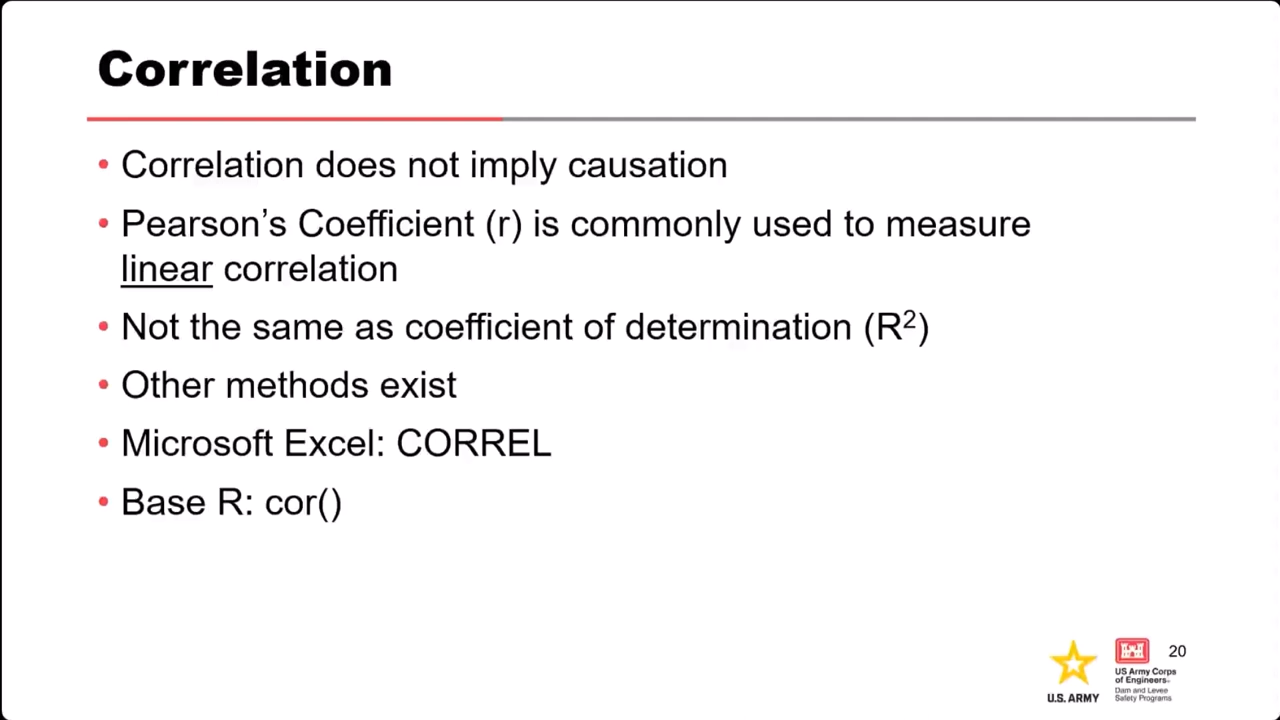 Correlation
• Correlation does not imply causation
• Pearson’s Coefficient (r) is commonly used to measure
linear correlation
• Not the same as coefficient of determination (R²)
• Other methods exist
• Microsoft Excel: CORREL
• Base R: cor()
20
U.S. ARMY
US Army Corps
of Engineers®
Dam and Levee
Safety Programs